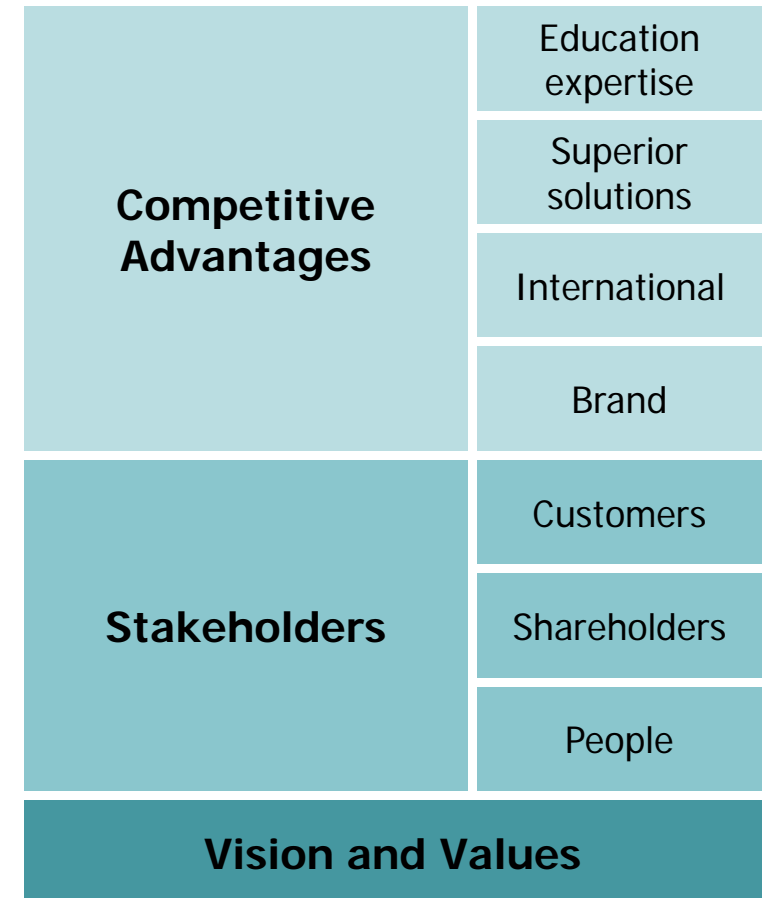 Competitive
Advantages
Education
expertise
Superior
solutions
International
Brand
Stakeholders
Customers
Shareholders
People
Vision and Values